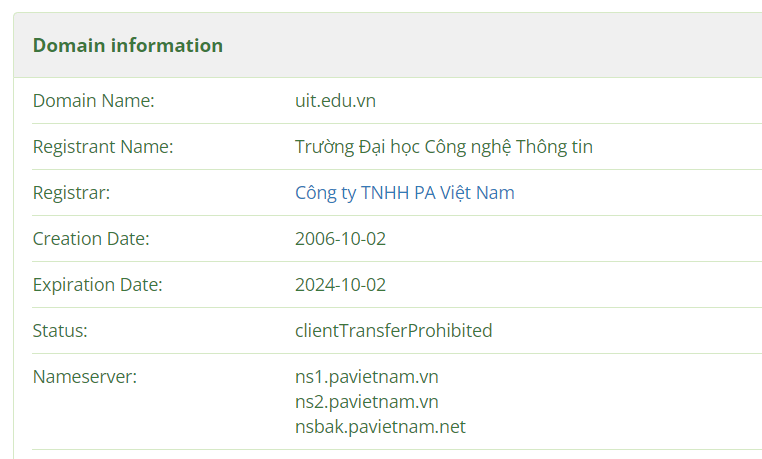 Domain information
Domain Name: uit.edu.vn
Registrant Name: Trường Đại học Công nghệ Thông tin
Registrar: Công ty TNHH PA Việt Nam
Creation Date: 2006-10-02
Expiration Date: 2024-10-02
Status: clientTransferProhibited
Nameserver: ns1.pavietnam.vn
ns2.pavietnam.vn
nsbak.pavietnam.net